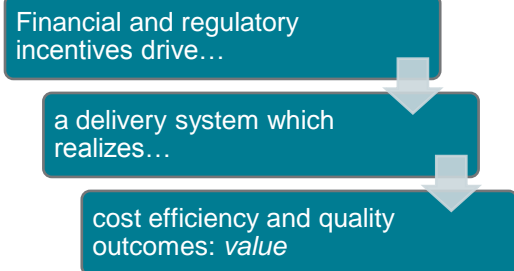 Financial and regulatory
incentives drive…
a delivery system which
realizes…
cost efficiency and quality
outcomes: value